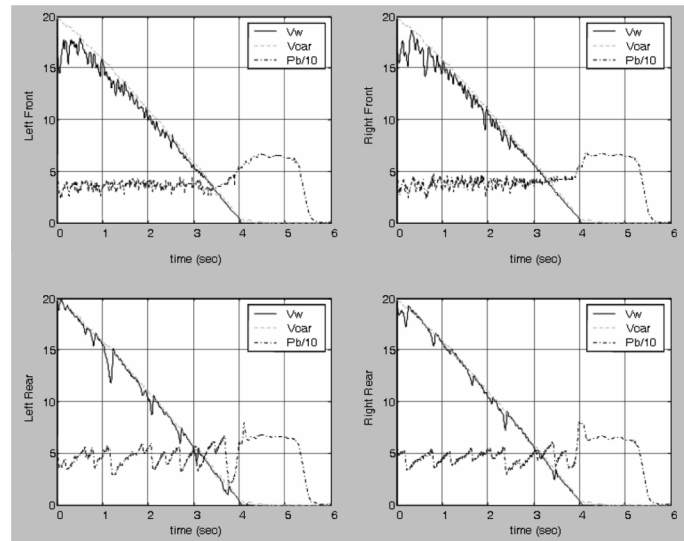 20
15
10
5
0
Left Front
Vw
Vcar
Pb/10
0 1 2 3 4 5 6
time (sec)
20
15
10
5
0
Right Front
Vw
Vcar
Pb/10
0 1 2 3 4 5 6
time (sec)
20
15
10
5
0
Left Rear
Vw
Vcar
Pb/10
0 1 2 3 4 5 6
time (sec)
20
15
10
5
0
Right Rear
Vw
Vcar
Pb/10
0 1 2 3 4 5 6
time (sec)